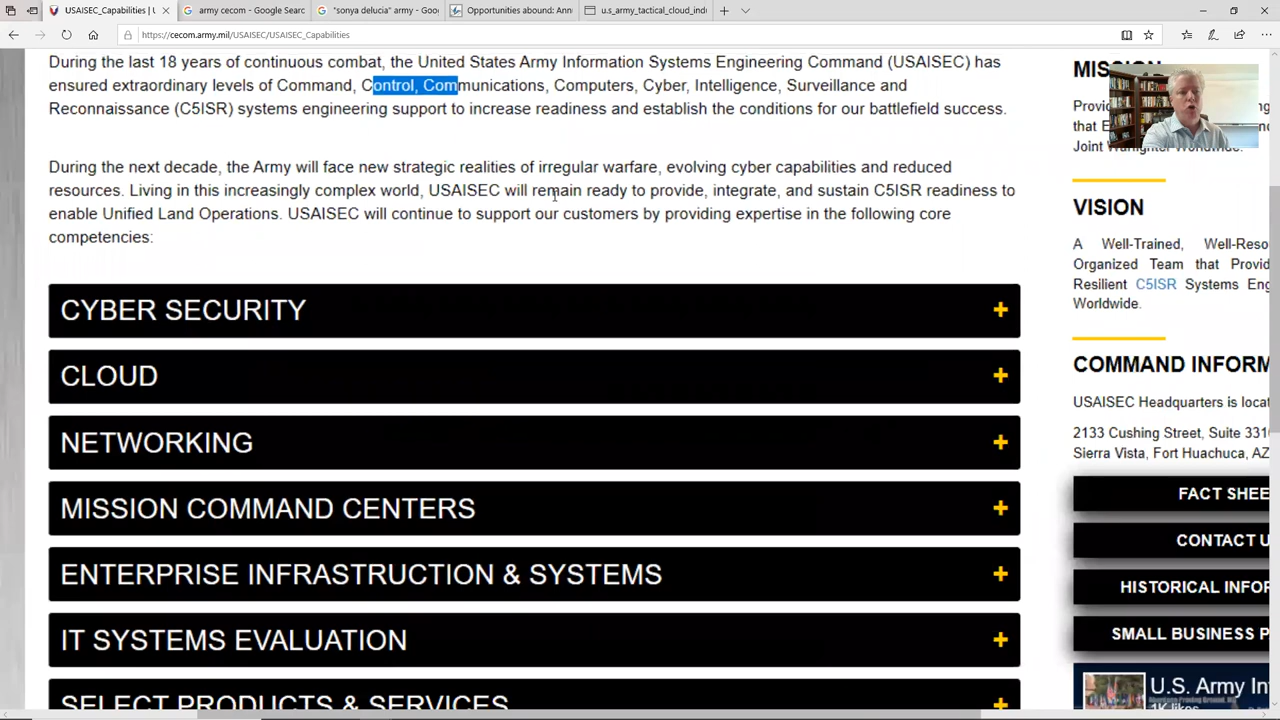 USAISEC_Capabilities | U
army cecom - Google Searc
"sonya delucia" army - Goo
Opportunities abound: Ann
u.s_army_tactical_cloud_ind
https://cecom.army.mil/USAISEC/USAISEC_Capabilities
During the last 18 years of continuous combat, the United States Army Information Systems Engineering Command (USAISEC) has
ensured extraordinary levels of Command, Control, Communications, Computers, Cyber, Intelligence, Surveillance and
Reconnaissance (C5ISR) systems engineering support to increase readiness and establish the conditions for our battlefield success.
During the next decade, the Army will face new strategic realities of irregular warfare, evolving cyber capabilities and reduced
resources. Living in this increasingly complex world, USAISEC will remain ready to provide, integrate, and sustain C5ISR readiness to
enable Unified Land Operations. USAISEC will continue to support our customers by providing expertise in the following core
competencies:
CYBER SECURITY +
CLOUD +
NETWORKING +
MISSION COMMAND CENTERS +
ENTERPRISE INFRASTRUCTION & SYSTEMS +
IT SYSTEMS EVALUATION +
SELECT PRODUCTS & SERVICES +
MISSION
Provid
that E
Joint Warfighter Worldwide.
VISION
A Well-Trained, Well-Reso
Organized Team that Provid
Resilient C5ISR Systems Eng
Worldwide.
COMMAND INFORM
USAISEC Headquarters is locat
2133 Cushing Street, Suite 3310
Sierra Vista, Fort Huachuca, AZ
FACT SHEE
CONTACT U
HISTORICAL INFOR
SMALL BUSINESS P
U.S. Army Inf
1K likes